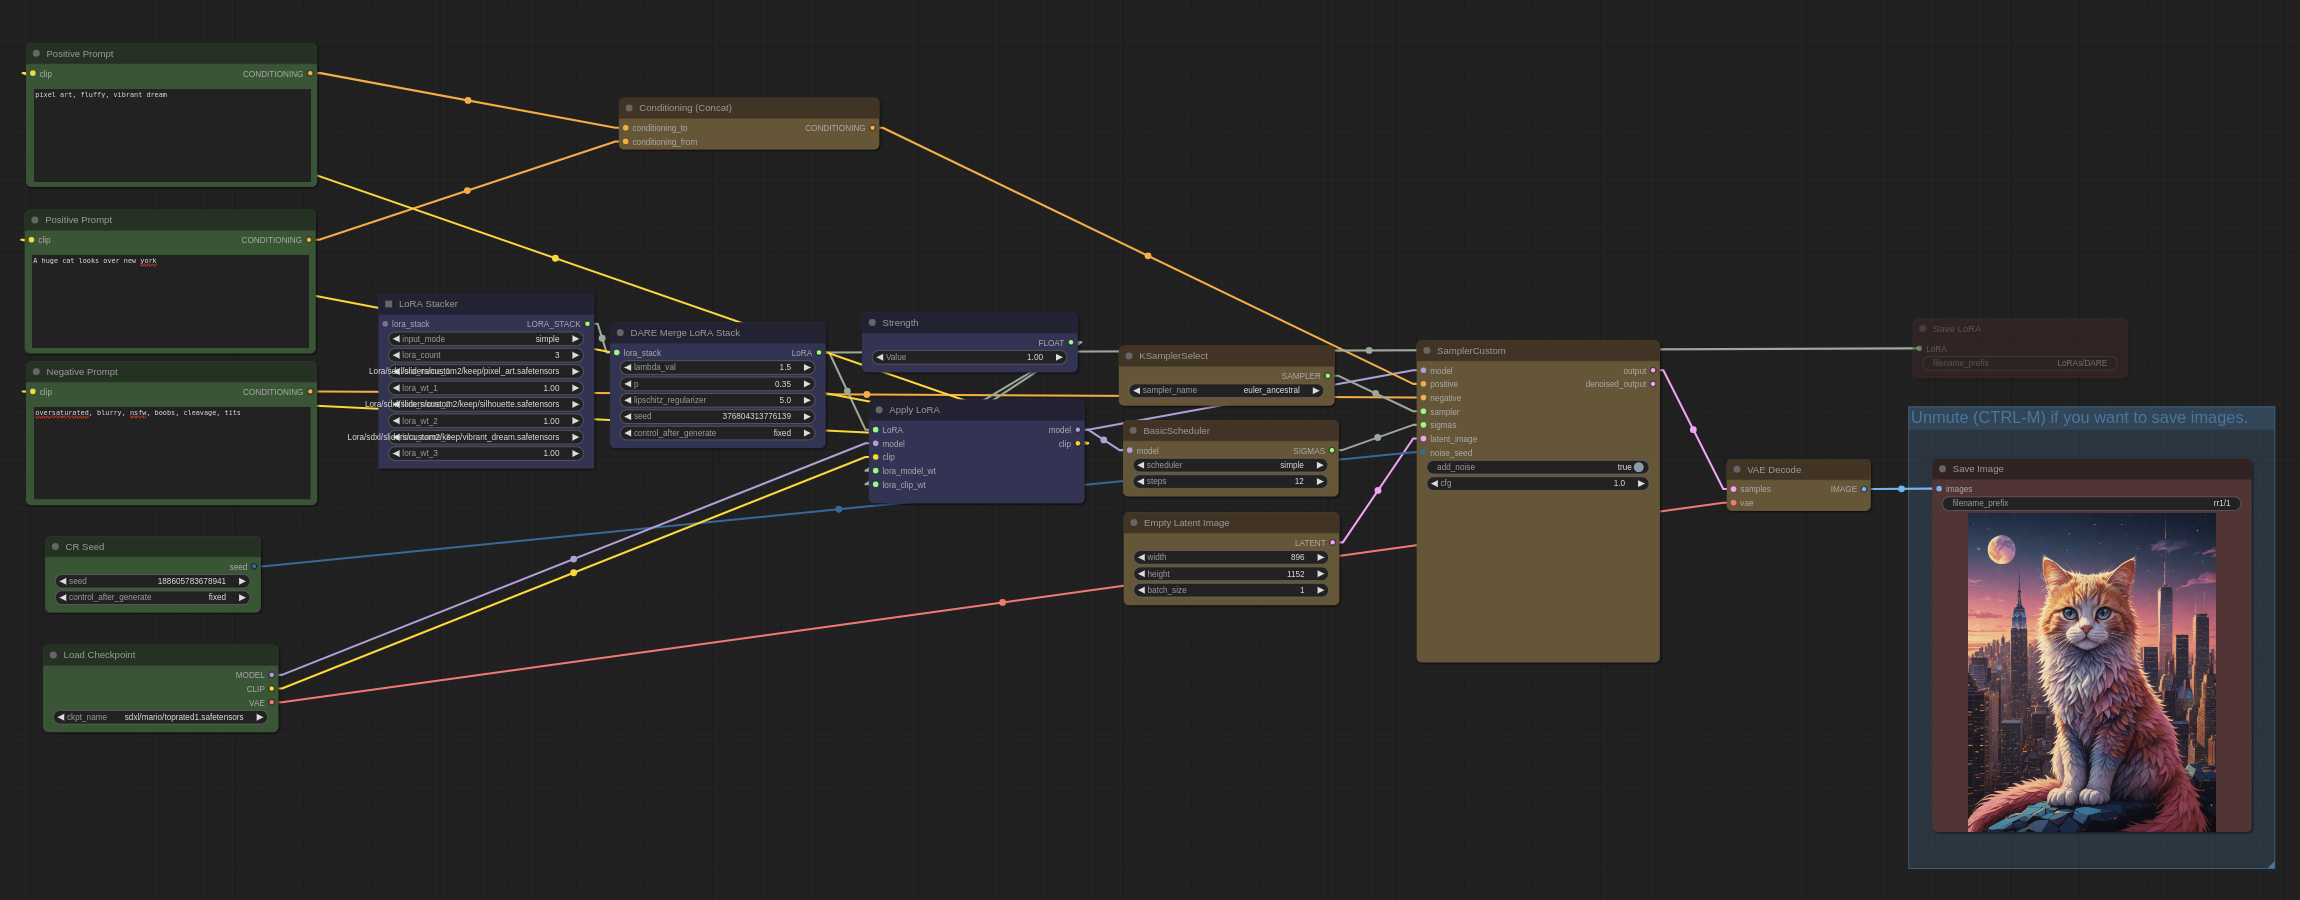 Positive Prompt
clip CONDITIONING
pixel art, fluffy, vibrant dream
Conditioning (Concat)
conditioning_to CONDITIONING
conditioning_from
Positive Prompt
clip CONDITIONING
A huge cat looks over new york
Negative Prompt
clip CONDITIONING
oversaturated, blurry, nsfw, boobs, cleavage, tits
LoRA Stacker
lora_stack LORA_STACK
input_mode simple
lora_count 3
/keep/pixel_art.safetensors
lora_wt_1 1.00
/keep/silhouette.safetensors
lora_wt_2 1.00
/vibrant_dream.safetensors
lora_wt_3 1.00
DARE Merge LoRA Stack
lora_stack LoRA
lambda_val 1.5
p 0.35
lipschitz_regularizer 5.0
seed 376804313776139
control_after_generate fixed
Strength
FLOAT
Value 1.00
Apply LoRA
LoRA model
model clip
clip
lora_model_wt
lora_clip_wt
KSamplerSelect
SAMPLER
sampler_name euler_ancestral
BasicScheduler
model SIGMAS
scheduler simple
steps 12
Empty Latent Image
LATENT
width 896
height 1152
batch_size 1
SamplerCustom
model output
positive denoised_output
negative
sampler
sigmas
latent_image
noise_seed
add_noise true
cfg 1.0
CR Seed
seed
seed 188605783678941
control_after_generate fixed
Load Checkpoint
MODEL
CLIP
VAE
ckpt_name sdxl/mario/toprated1.safetensors
VAE Decode
samples IMAGE
vae
Save LoRA
LoRA
filename_prefix LoRAs/DARE
Unmute (CTRL-M) if you want to save images.
Save Image
images
filename_prefix rr1/1